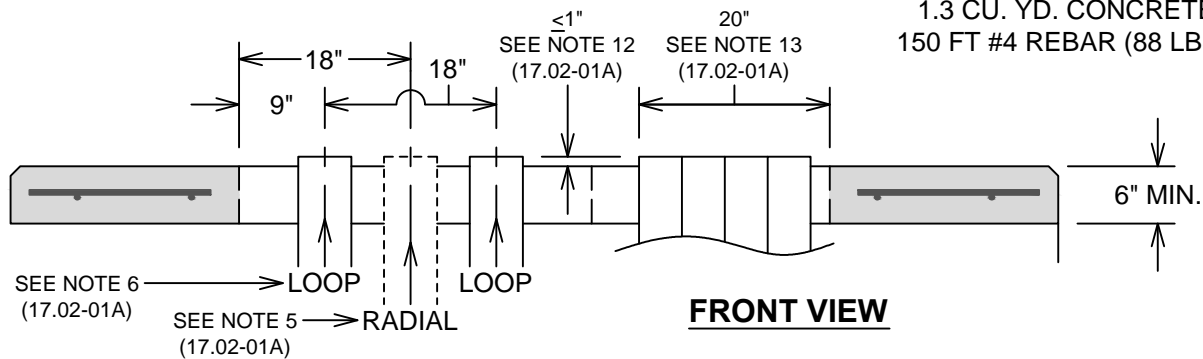 1.3 CU. YD. CONCRETE
150 FT #4 REBAR (88 LB
≤1"
SEE NOTE 12
(17.02-01A)
20"
SEE NOTE 13
(17.02-01A)
18"
18"
9"
6" MIN.
SEE NOTE 6
(17.02-01A)
LOOP
LOOP
SEE NOTE 5
(17.02-01A)
RADIAL
FRONT VIEW